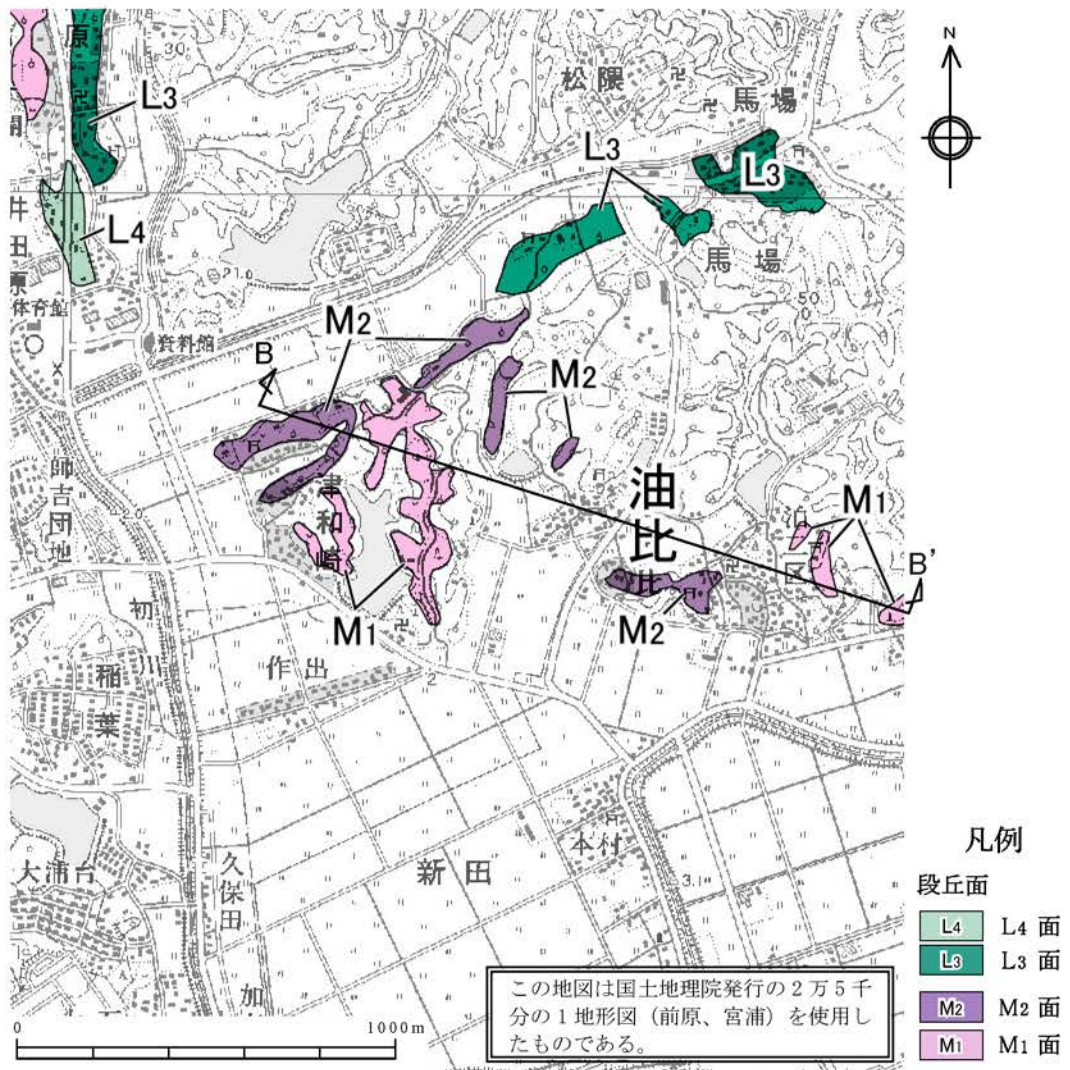 N
原
30
松隈
馬場
開
L3
L3
L3
井田原
L4
馬場
21.0
50
体育館
資料館
M2
B
M2
師吉団地
津和崎
油比
泊区
M1
B'
M1
M2
初川
作出
2
稲葉
大浦台
久保田
新田
本村
3.1
加
凡例
段丘面
L4 L4 面
L3 L3 面
M2 M2 面
M1 M1 面
0 1000m
この地図は国土地理院発行の2万5千
分の1地形図（前原、宮浦）を使用し
たものである。